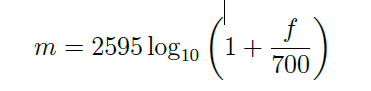 m = 2595 log₁₀ (1 + f/700)